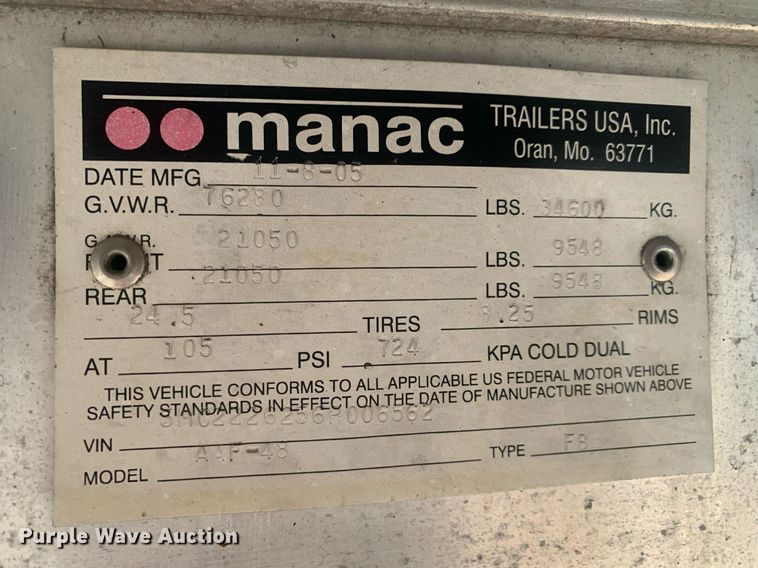 manac TRAILERS USA, Inc.
Oran, Mo. 63771
DATE MFG. 11-8-05
G.V.W.R. 76280 LBS. 34600 KG.
21050 LBS. 9548
REAR 21050 LBS. 9548 KG.
24.5 TIRES 8.25 RIMS
AT 105 PSI 724 KPA COLD DUAL
THIS VEHICLE CONFORMS TO ALL APPLICABLE US FEDERAL MOTOR VEHICLE
SAFETY STANDARDS IN EFFECT ON THE DATE OF MANUFACTURE SHOWN ABOVE
VIN
MODEL AAF-48 TYPE FB
Purple Wave Auction